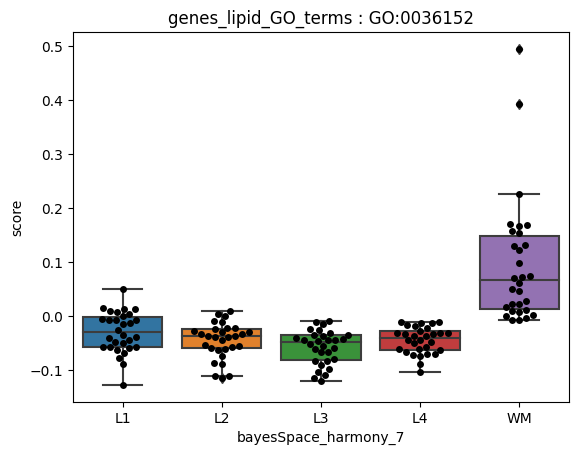 genes_lipid_GO_terms : GO:0036152
0.5
0.4
0.3
0.2
0.1
0.0
−0.1
score
L1 L2 L3 L4 WM
bayesSpace_harmony_7